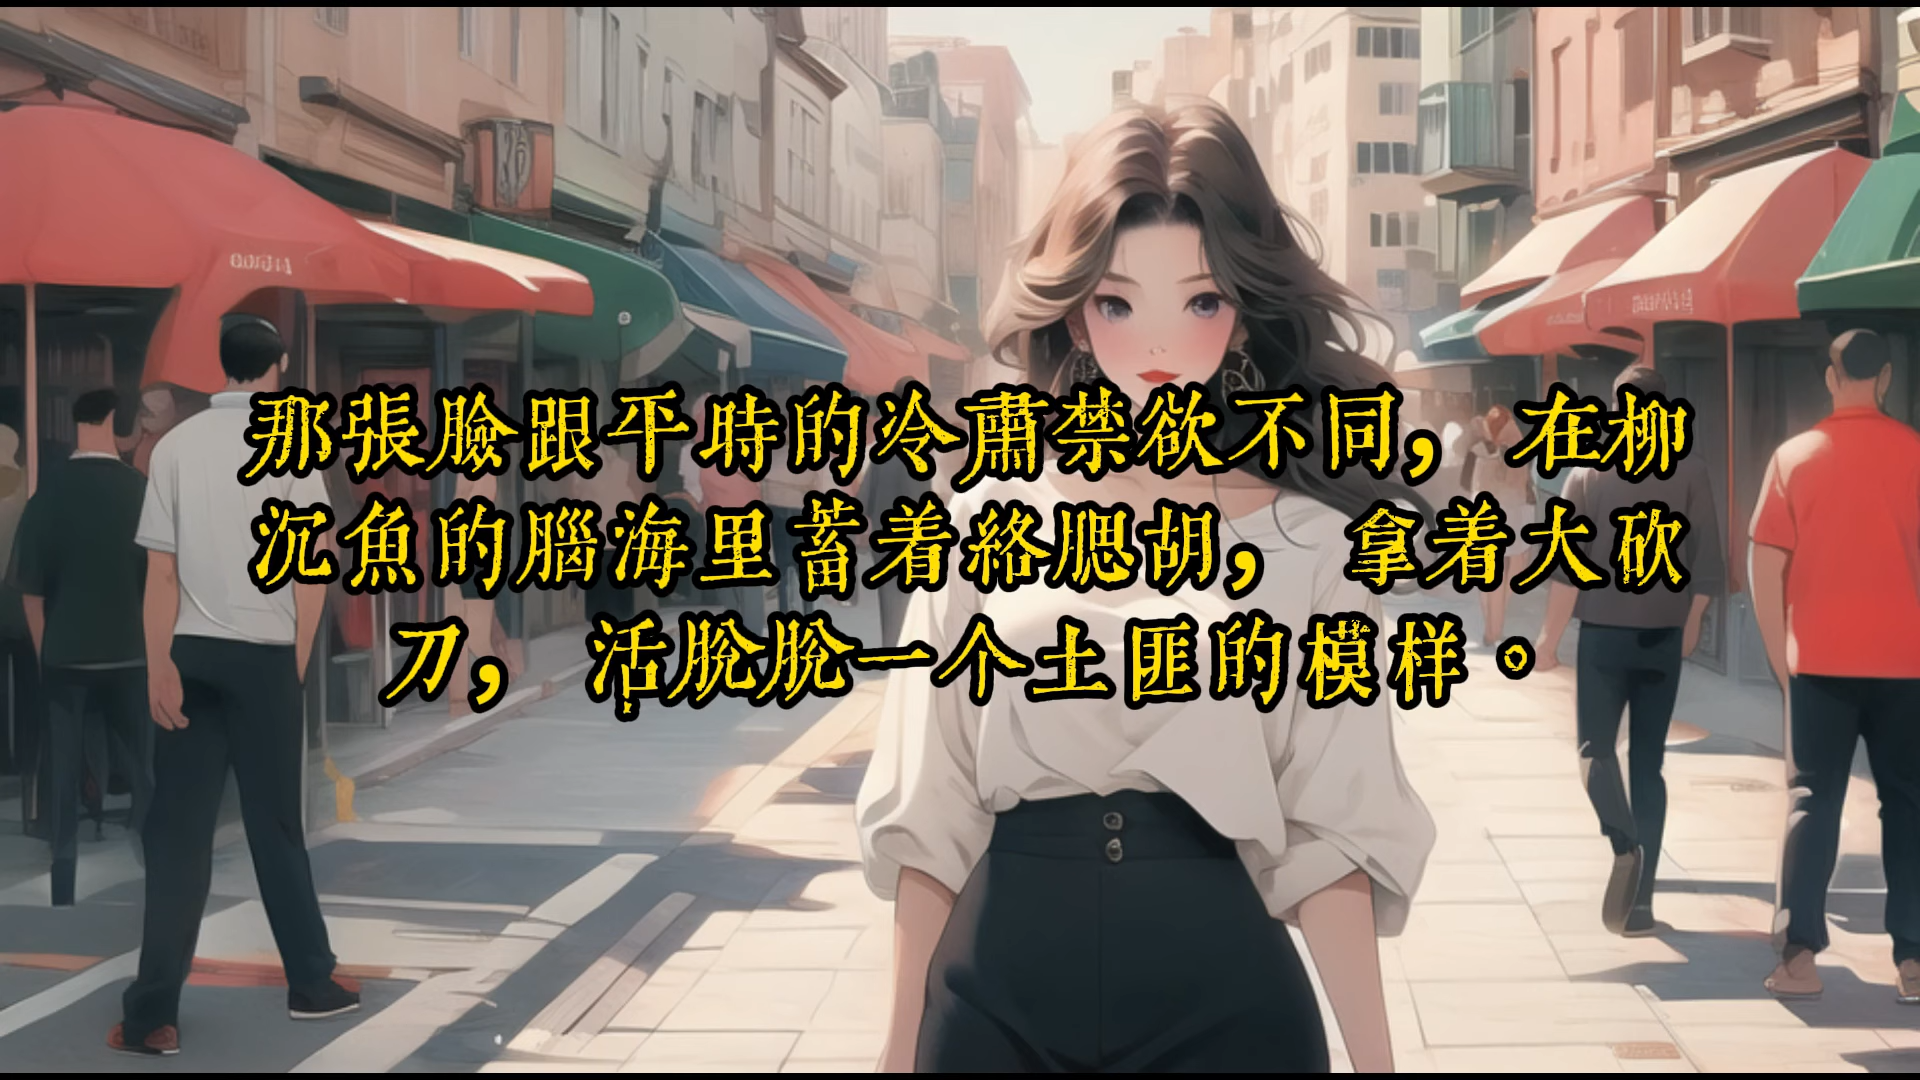 那張臉跟平時的冷肅禁欲不同，在柳
沉魚的腦海里蓄着絡腮胡，拿着大砍
刀，活脫脫一个土匪的模样。